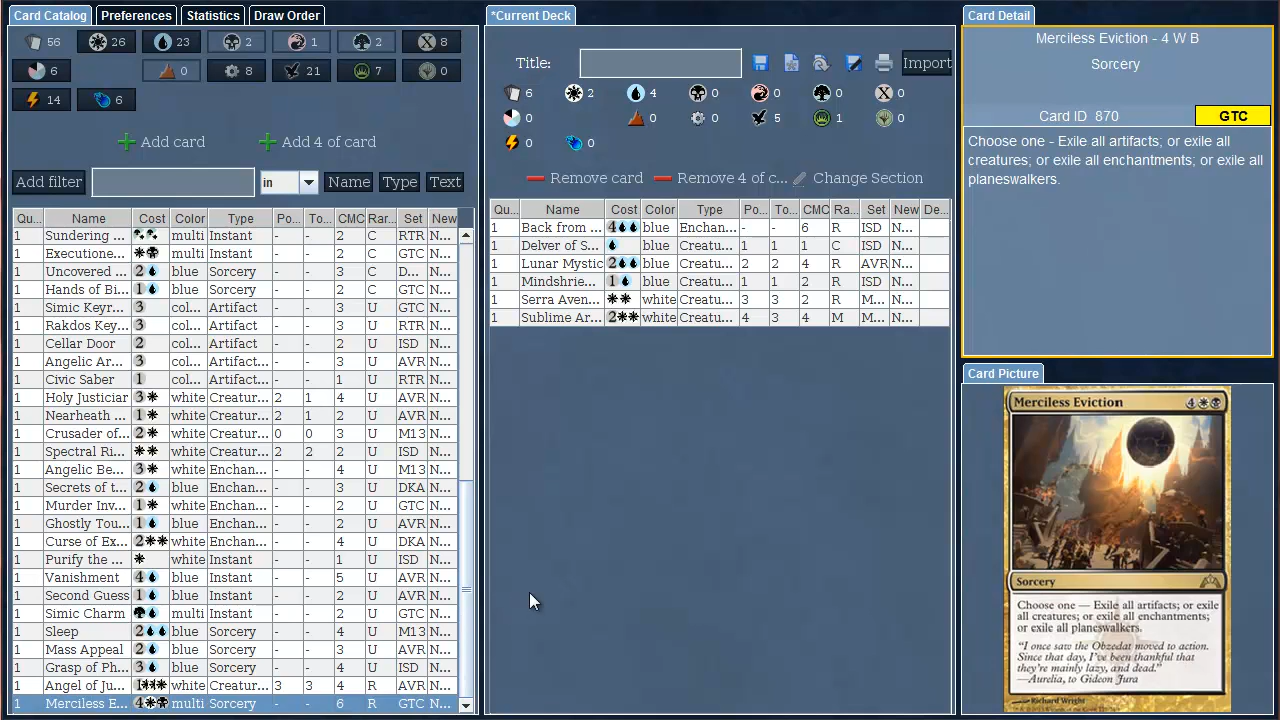 Card Catalog Preferences Statistics Draw Order
56 26 23 2 1 2 8
6 0 8 21 7 0
14 6
Add card Add 4 of card
Add filter in Name Type Text
Qu... Name Cost Color Type Po... To... CMC Rar... Set New
1 Sundering ... multi Instant - - 2 C RTR N...
1 Executione... multi Instant - - 2 C GTC N...
1 Uncovered ... 2 blue Sorcery - - 3 C D... N...
1 Hands of Bi... 1 blue Sorcery - - 2 C GTC N...
1 Simic Keyr... 3 col... Artifact - - 3 U GTC N...
1 Rakdos Key... 3 col... Artifact - - 3 U RTR N...
1 Cellar Door 2 col... Artifact - - 2 U ISD N...
1 Angelic Ar... 3 col... Artifact... - - 3 U AVR N...
1 Civic Saber 1 col... Artifact... - - 1 U RTR N...
1 Holy Justiciar 3 white Creatur... 2 1 4 U AVR N...
1 Nearheath ... 1 white Creatur... 2 1 2 U AVR N...
1 Crusader of... 2 white Creatur... 0 0 3 U M13 N...
1 Spectral Ri... white Creatur... 2 2 2 U ISD N...
1 Angelic Be... 3 white Enchan... - - 4 U M13 N...
1 Secrets of t... 2 blue Enchan... - - 3 U DKA N...
1 Murder Inv... 1 white Enchan... - - 2 U GTC N...
1 Ghostly Tou... 1 blue Enchan... - - 2 U AVR N...
1 Curse of Ex... 2 white Enchan... - - 4 U DKA N...
1 Purify the ... white Instant - - 1 U ISD N...
1 Vanishment 4 blue Instant - - 5 U AVR N...
1 Second Guess 1 blue Instant - - 2 U AVR N...
1 Simic Charm multi Instant - - 2 U GTC N...
1 Sleep 2 blue Sorcery - - 4 U M13 N...
1 Mass Appeal 2 blue Sorcery - - 3 U AVR N...
1 Grasp of Ph... 3 blue Sorcery - - 4 U ISD N...
1 Angel of Ju... 1 white Creatur... 3 3 4 R AVR N...
1 Merciless E... 4 multi Sorcery - - 6 R GTC N...
*Current Deck
Title: Import
6 2 4 0 0 0 0
0 0 0 5 1 0
0 0
Remove card Remove 4 of c... Change Section
Qu... Name Cost Color Type Po... To... CMC Ra... Set New De...
1 Back from ... 4 blue Enchan... - - 6 R ISD N...
1 Delver of S... blue Creatu... 1 1 1 C ISD N...
1 Lunar Mystic 2 blue Creatu... 2 2 4 R AVR N...
1 Mindshrie... 1 blue Creatu... 1 1 2 R ISD N...
1 Serra Aven... white Creatu... 3 3 2 R M... N...
1 Sublime Ar... 2 white Creatu... 4 3 4 M M... N...
Card Detail
Merciless Eviction - 4 W B
Sorcery
Card ID 870 GTC
Choose one - Exile all artifacts; or exile all
creatures; or exile all enchantments; or exile all
planeswalkers.
Card Picture
Merciless Eviction 4
Sorcery
Choose one — Exile all artifacts; or exile
all creatures; or exile all enchantments;
or exile all planeswalkers.
"I once saw the Obzedat moved to action.
Since that day, I've been thankful that
they're mainly lazy, and dead."
—Aurelia, to Gideon Jura
Richard Wright